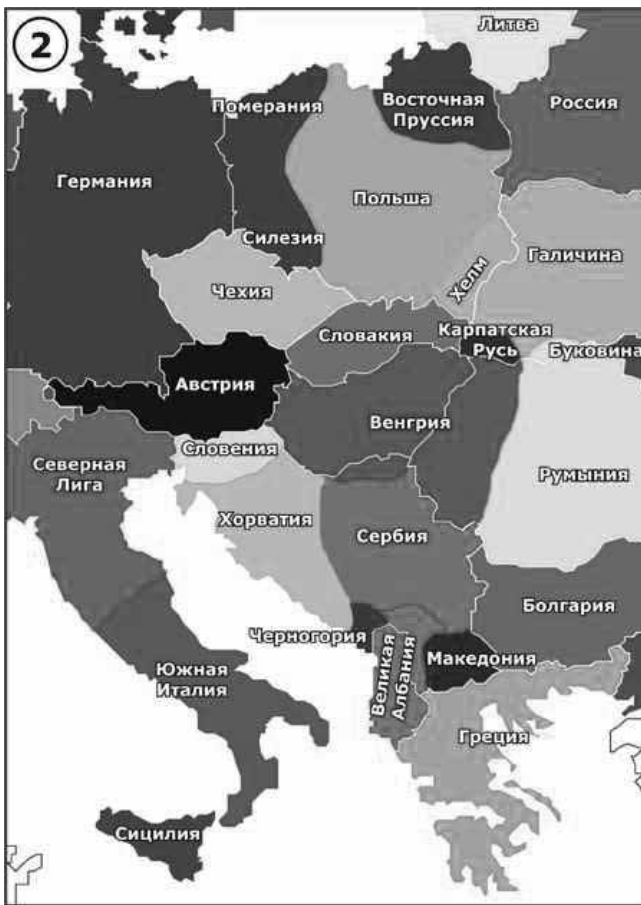 2
Литва
Россия
Померания
Восточная
Пруссия
Германия
Польша
Силезия
Галичина
Хелм
Чехия
Словакия
Карпатская
Русь
Буковина
Австрия
Венгрия
Словения
Северная
Лига
Румыния
Хорватия
Сербия
Болгария
Черногория
Великая
Албания
Македония
Южная
Италия
Греция
Сицилия